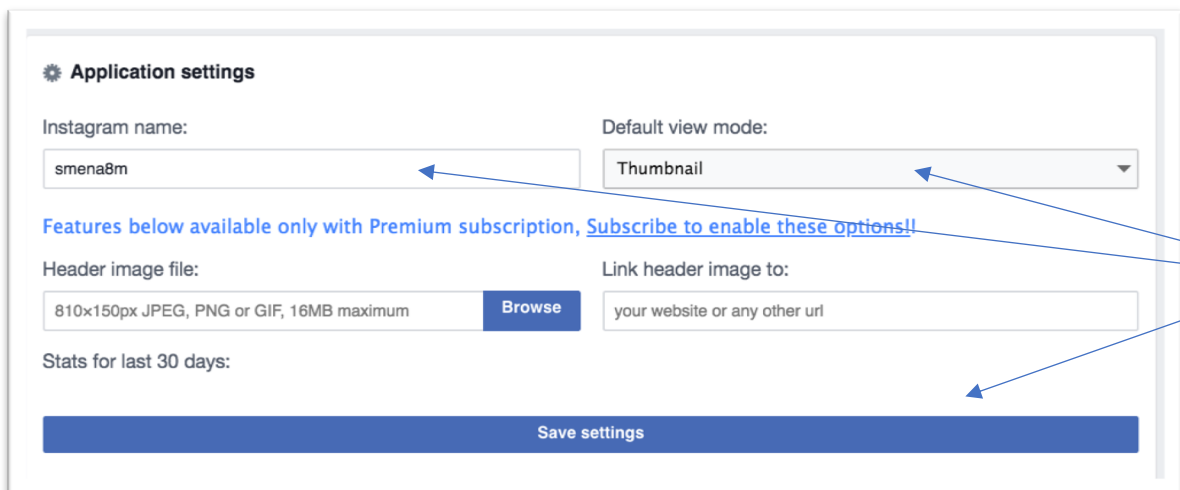 Application settings
Instagram name:
Default view mode:
smena8m
Thumbnail
Features below available only with Premium subscription, Subscribe to enable these options!!
Header image file:
Link header image to:
810×150px JPEG, PNG or GIF, 16MB maximum
Browse
your website or any other url
Stats for last 30 days:
Save settings